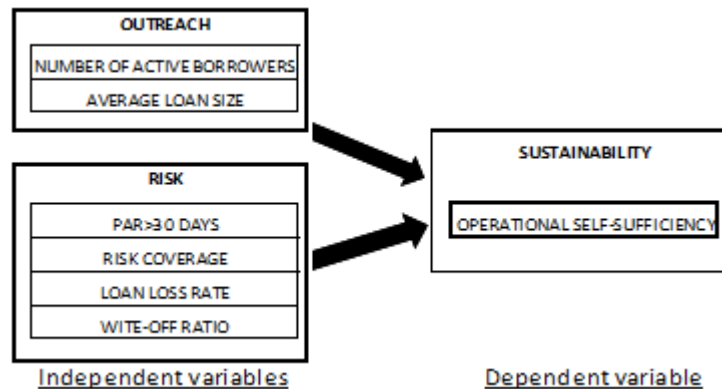 OUTREACH
NUMBER OF ACTIVE BORROWERS
AVERAGE LOAN SIZE
RISK
PAR>30 DAYS
RISK COVERAGE
LOAN LOSS RATE
WITE-OFF RATIO
Independent variables
SUSTAINABILITY
OPERATIONAL SELF-SUFFICIENCY
Dependent variable